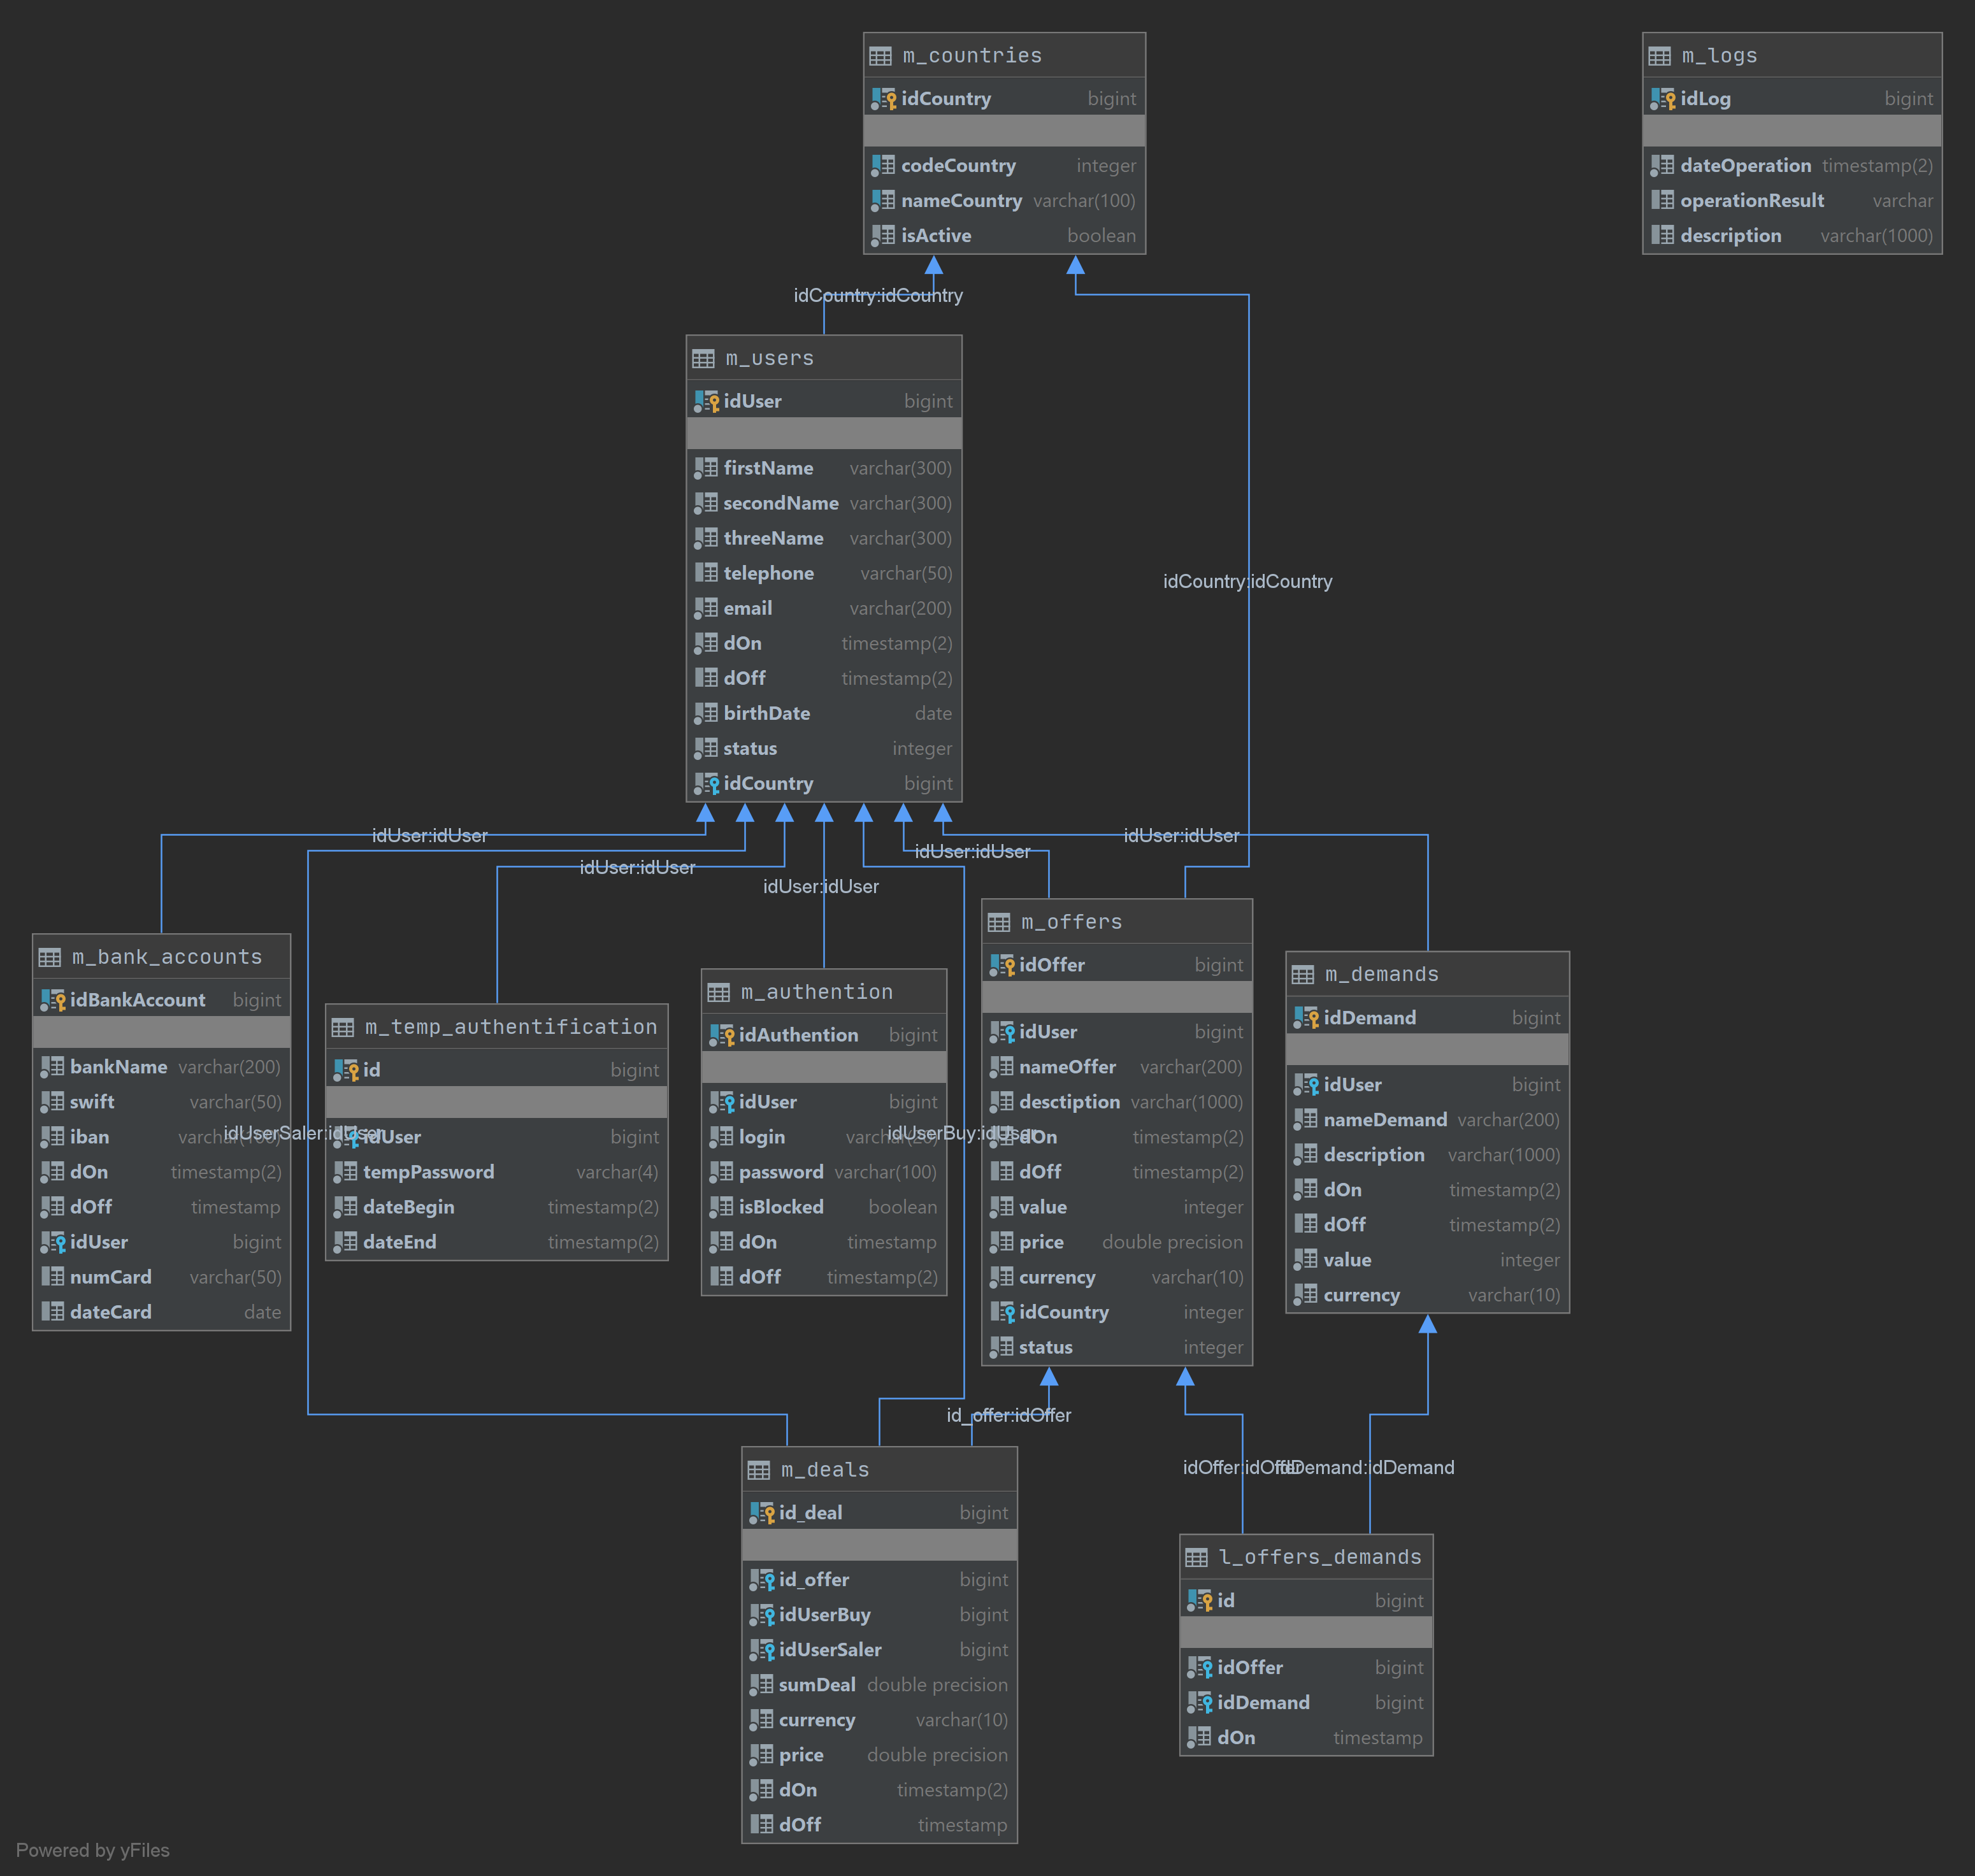 m_countries
idCountry bigint
codeCountry integer
nameCountry varchar(100)
isActive boolean
m_logs
idLog bigint
dateOperation timestamp(2)
operationResult varchar
description varchar(1000)
idCountry:idCountry
m_users
idUser bigint
firstName varchar(300)
secondName varchar(300)
threeName varchar(300)
telephone varchar(50)
email varchar(200)
dOn timestamp(2)
dOff timestamp(2)
birthDate date
status integer
idCountry bigint
idCountry:idCountry
idUser:idUser
idUser:idUser
idUser:idUser
idUser:idUser
idUser:idUser
m_bank_accounts
idBankAccount bigint
bankName varchar(200)
swift varchar(50)
iban
dOn timestamp(2)
dOff timestamp
idUser bigint
numCard varchar(50)
dateCard date
idUserSaler:idUser
m_temp_authentification
id bigint
idUser bigint
tempPassword varchar(4)
dateBegin timestamp(2)
dateEnd timestamp(2)
m_authention
idAuthention bigint
idUser bigint
login
password varchar(100)
isBlocked boolean
dOn timestamp
dOff timestamp(2)
idUserBuy:idUser
m_offers
idOffer bigint
idUser bigint
nameOffer varchar(200)
desctiption varchar(1000)
dOn timestamp(2)
dOff timestamp(2)
value integer
price double precision
currency varchar(10)
idCountry integer
status integer
m_demands
idDemand bigint
idUser bigint
nameDemand varchar(200)
description varchar(1000)
dOn timestamp(2)
dOff timestamp(2)
value integer
currency varchar(10)
id_offer:idOffer
idOffer:idOffer
idDemand:idDemand
m_deals
id_deal bigint
id_offer bigint
idUserBuy bigint
idUserSaler bigint
sumDeal double precision
currency varchar(10)
price double precision
dOn timestamp(2)
dOff timestamp
l_offers_demands
id bigint
idOffer bigint
idDemand bigint
dOn timestamp
Powered by yFiles